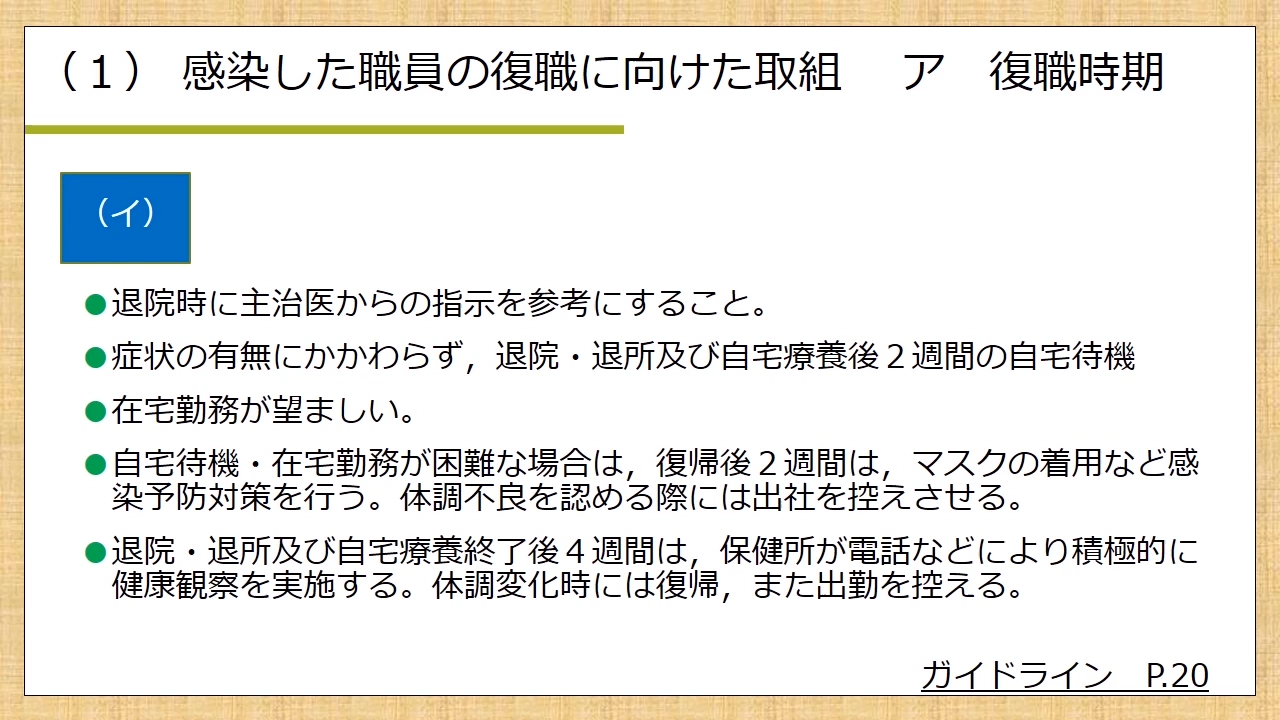 （１） 感染した職員の復職に向けた取組　ア　復職時期
（イ）
●退院時に主治医からの指示を参考にすること。
●症状の有無にかかわらず，退院・退所及び自宅療養後２週間の自宅待機
●在宅勤務が望ましい。
●自宅待機・在宅勤務が困難な場合は，復帰後２週間は，マスクの着用など感
染予防対策を行う。体調不良を認める際には出社を控えさせる。
●退院・退所及び自宅療養終了後４週間は，保健所が電話などにより積極的に
健康観察を実施する。体調変化時には復帰，また出勤を控える。
ガイドライン　P.20